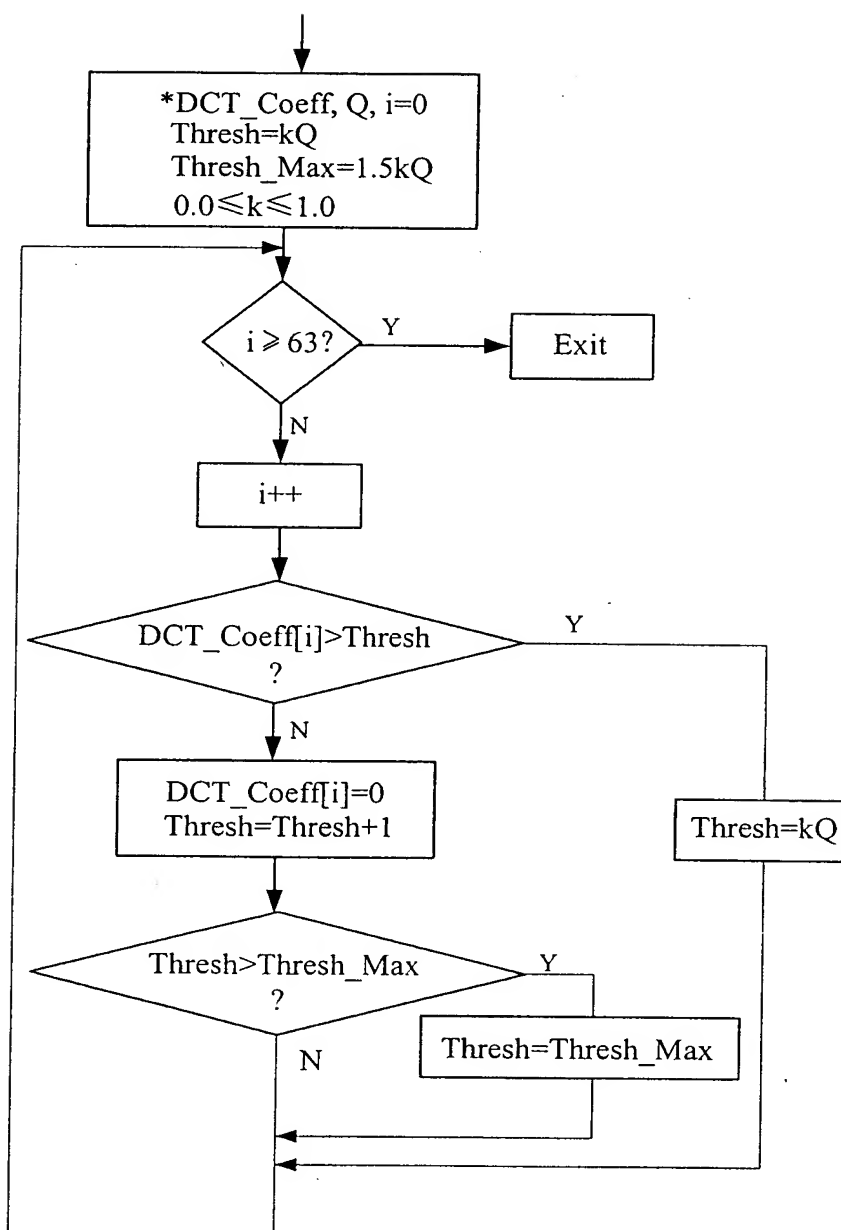 *DCT_Coeff, Q, i=0
Thresh=kQ
Thresh_Max=1.5kQ
0.0≤k≤1.0
i ≥ 63?
Y
Exit
N
i++
DCT_Coeff[i]>Thresh
?
Y
N
DCT_Coeff[i]=0
Thresh=Thresh+1
Thresh=kQ
Thresh>Thresh_Max
?
Y
Thresh=Thresh_Max
N